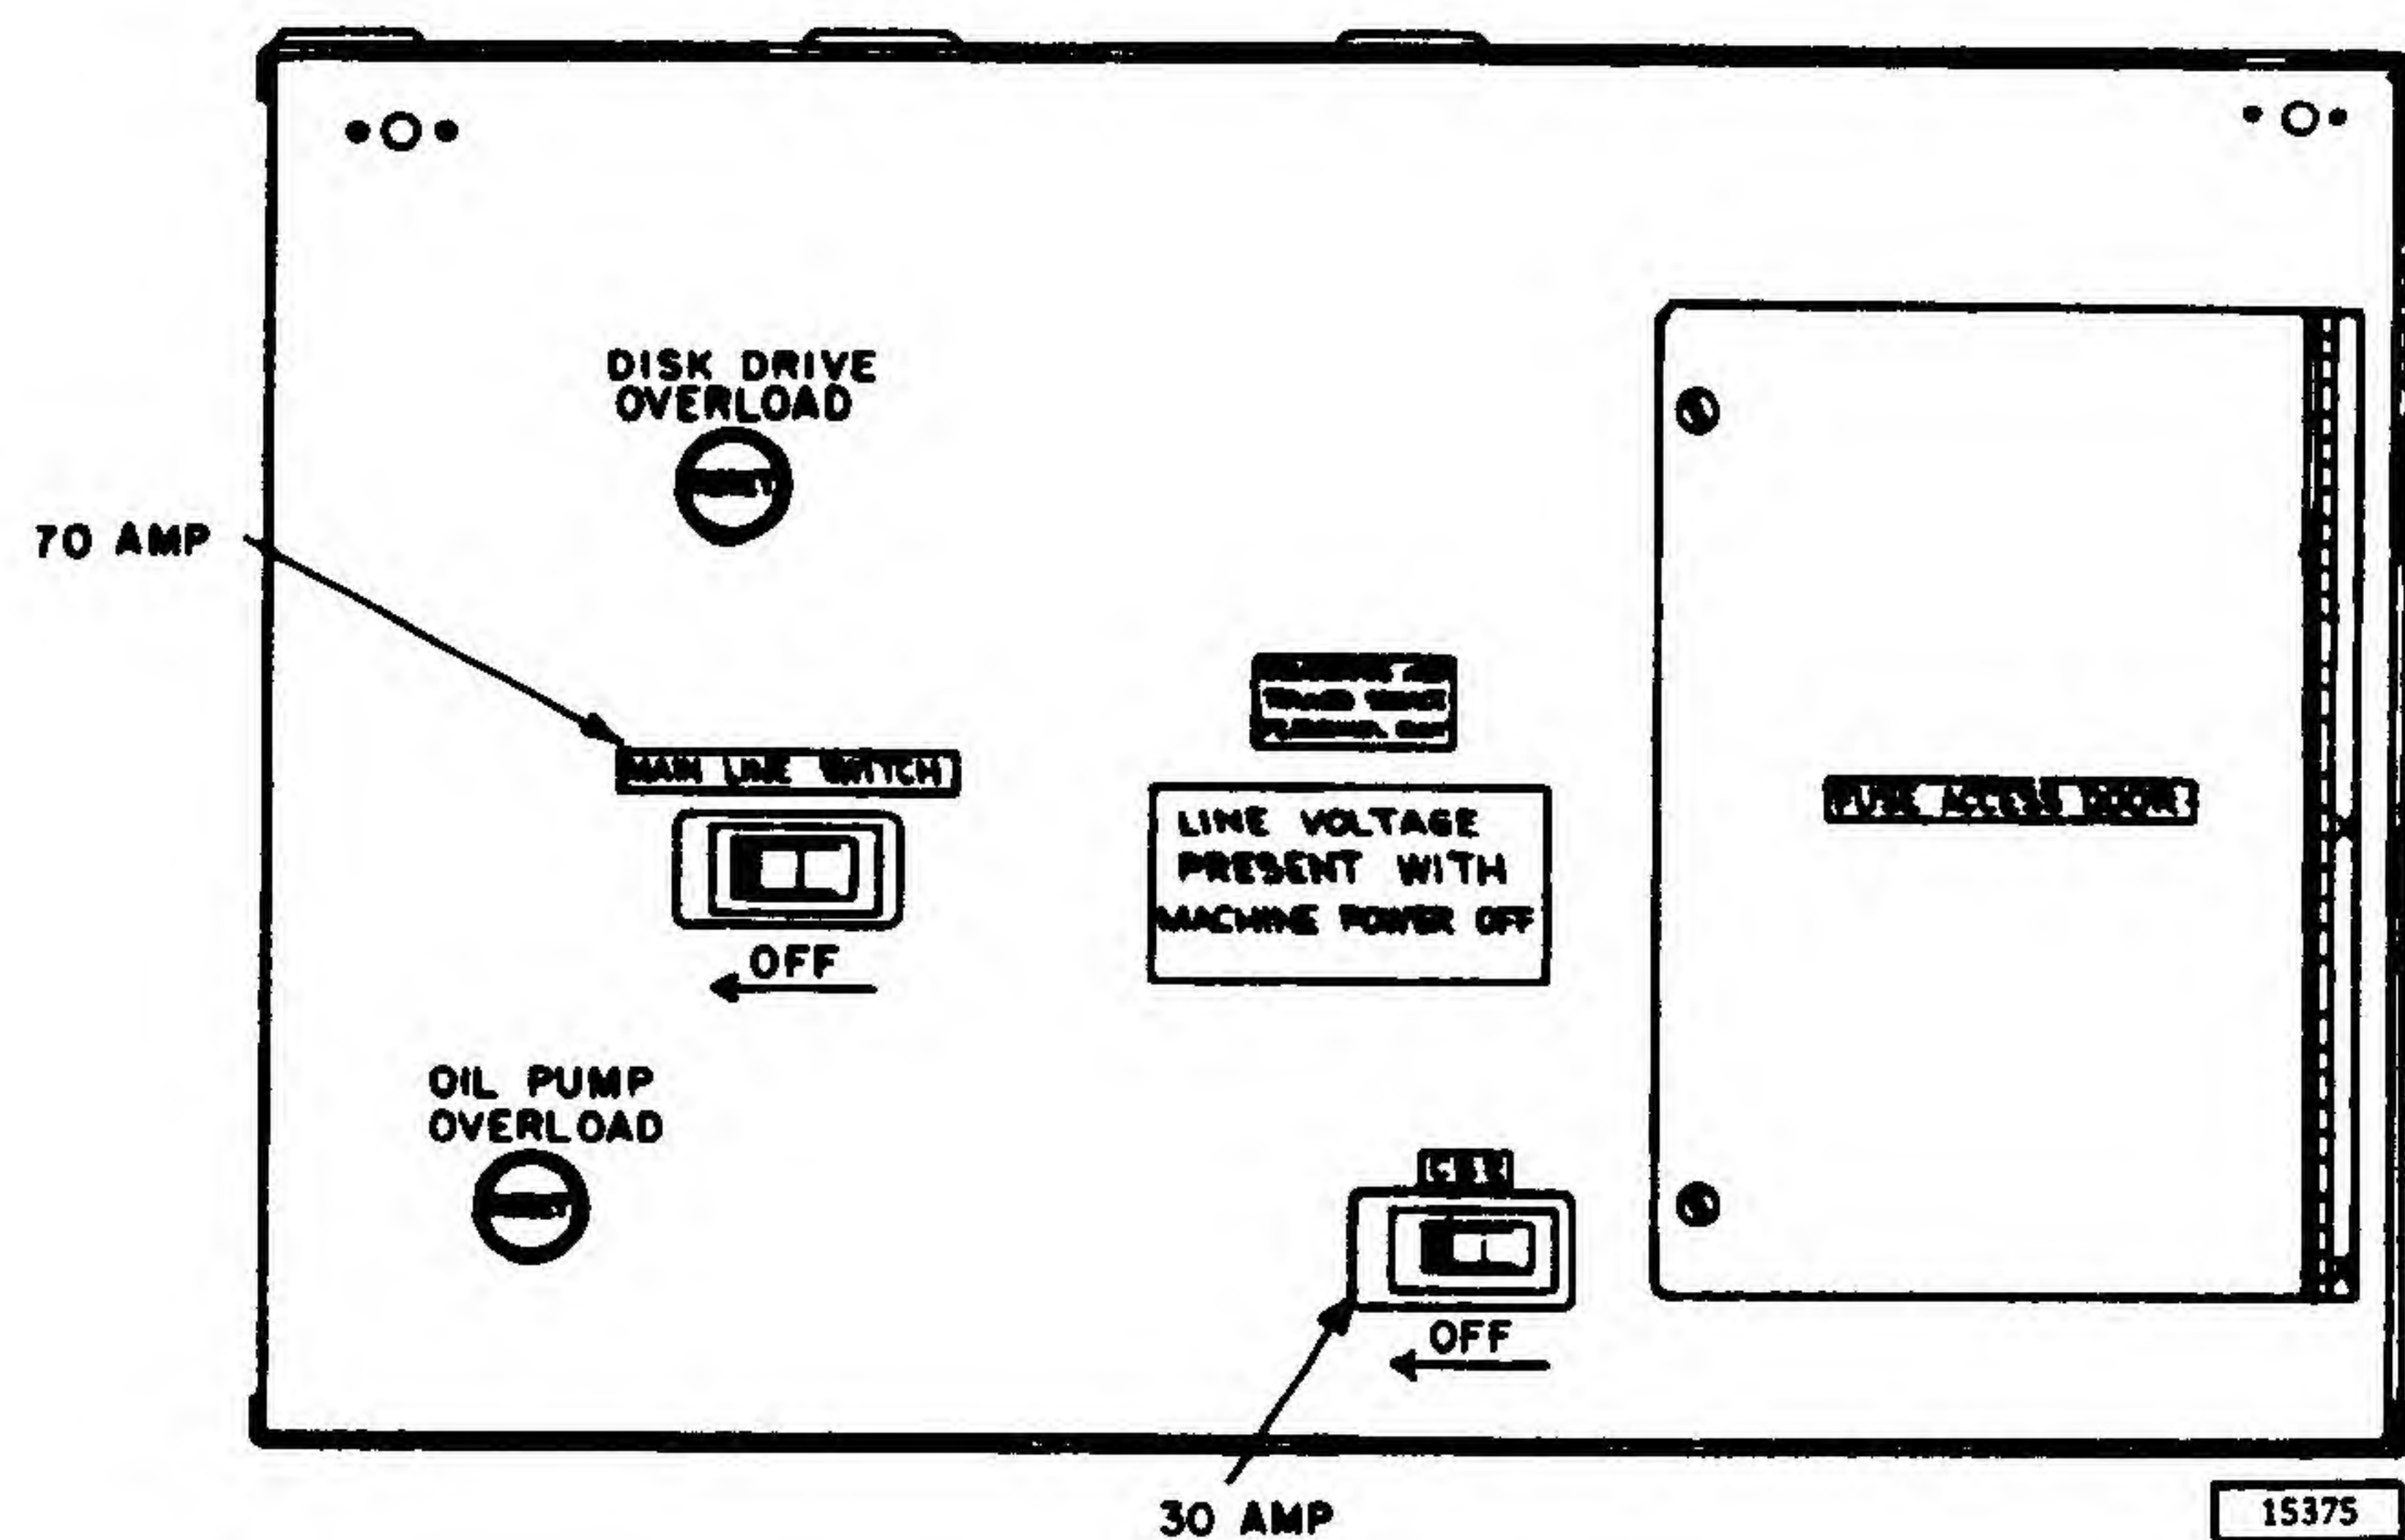 DISK DRIVE
OVERLOAD
70 AMP
MAIN LINE SWITCH
OFF
LINE VOLTAGE
PRESENT WITH
MACHINE POWER OFF
FUSE ACCESS DOOR
OIL PUMP
OVERLOAD
OFF
30 AMP
15375